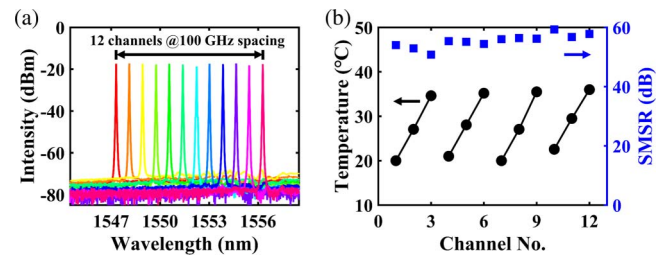 (a)
0
-20
-40
-60
-80
Intensity (dBm)
12 channels @100 GHz spacing
1547
1550
1553
1556
Wavelength (nm)
(b)
50
40
30
20
10
Temperature (°C)
60
40
20
0
SMSR (dB)
0
3
6
9
12
Channel No.